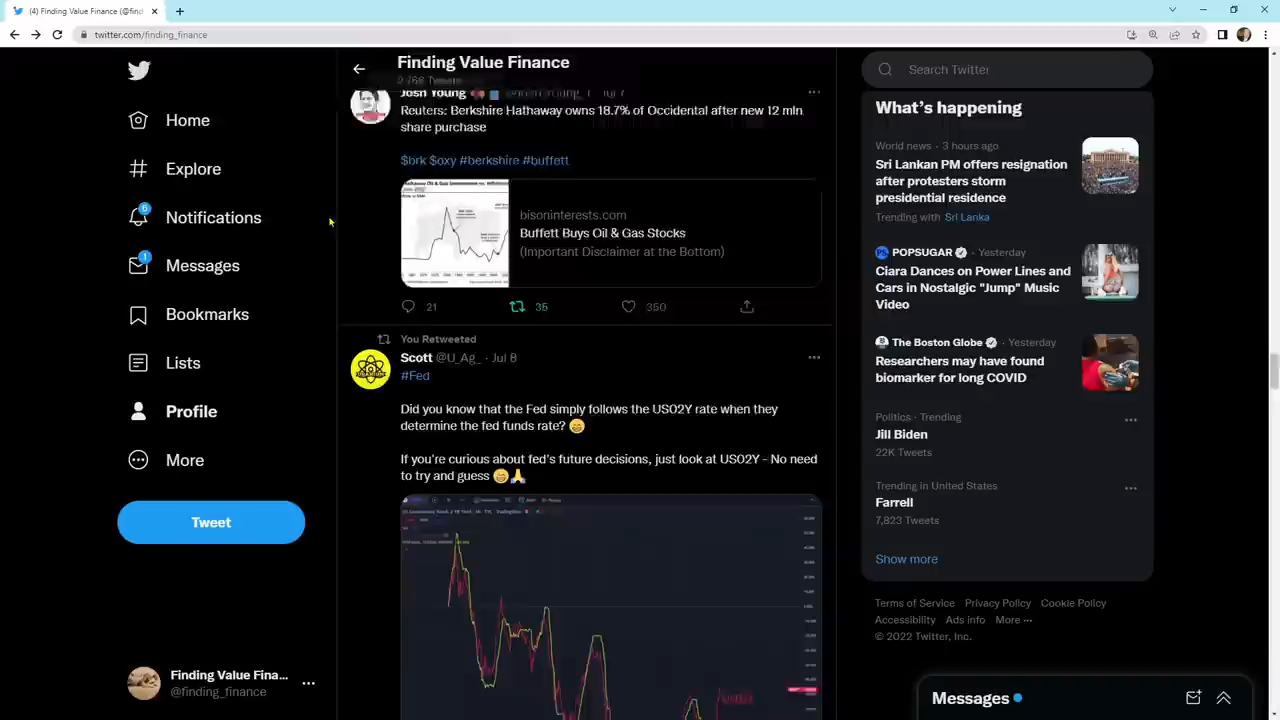 (4) Finding Value Finance (@find
twitter.com/finding_finance
Home
Explore
6
Notifications
1
Messages
Bookmarks
Lists
Profile
More
Tweet
Finding Value Fina...
@finding_finance
Finding Value Finance
Josh Young
Reuters: Berkshire Hathaway owns 18.7% of Occidental after new 12 mln
share purchase
$brk $oxy #berkshire #buffett
bisoninterests.com
Buffett Buys Oil & Gas Stocks
(Important Disclaimer at the Bottom)
21
35
350
You Retweeted
Scott @U_Ag_ · Jul 8
#Fed
Did you know that the Fed simply follows the US02Y rate when they
determine the fed funds rate? 😄
If you're curious about fed's future decisions, just look at US02Y - No need
to try and guess 😄🙏
Search Twitter
What's happening
World news · 3 hours ago
Sri Lankan PM offers resignation
after protesters storm
presidential residence
Trending with Sri Lanka
POPSUGAR · Yesterday
Ciara Dances on Power Lines and
Cars in Nostalgic "Jump" Music
Video
The Boston Globe · Yesterday
Researchers may have found
biomarker for long COVID
Politics · Trending
Jill Biden
22K Tweets
Trending in United States
Farrell
7,823 Tweets
Show more
Terms of Service Privacy Policy Cookie Policy
Accessibility Ads info More ···
© 2022 Twitter, Inc.
Messages